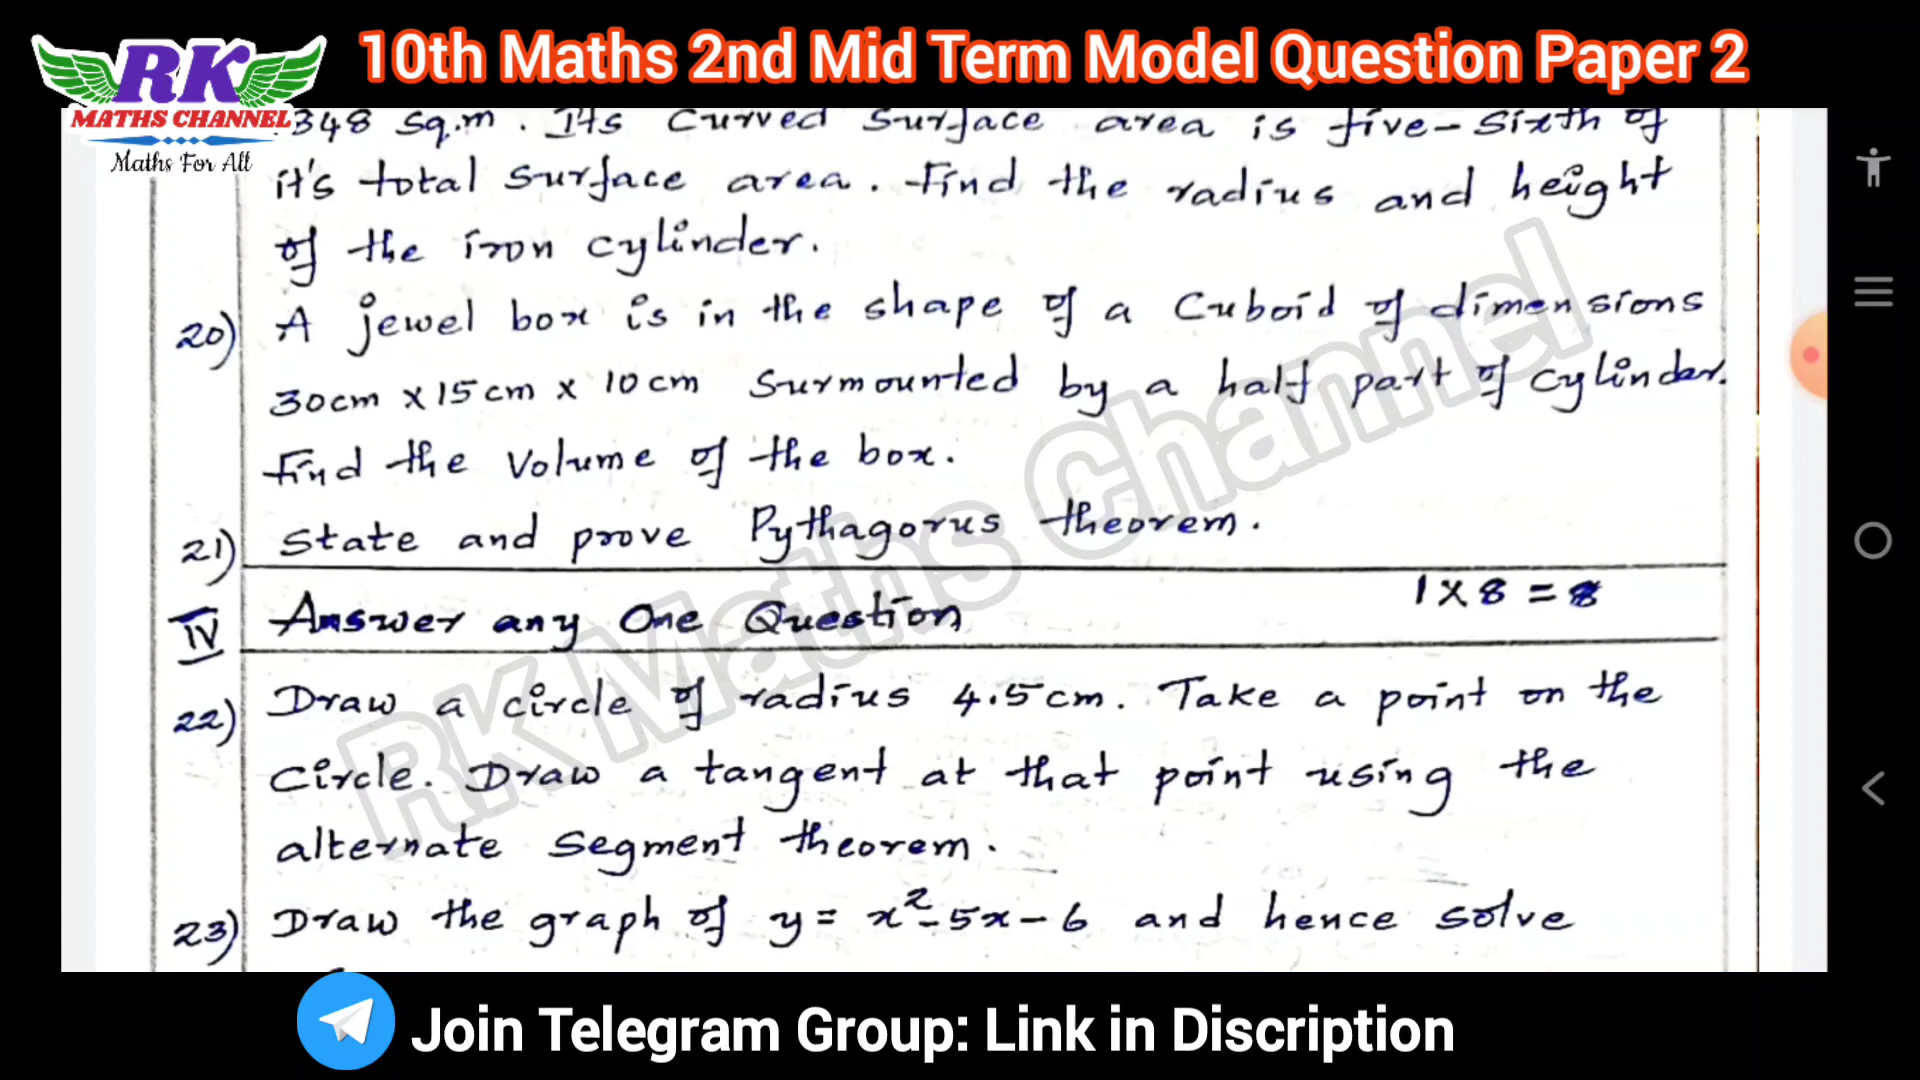 10th Maths 2nd Mid Term Model Question Paper 2
RK
MATHS CHANNEL
Maths For All
348 Sq.m. Its Curved Surface area is five-Sixth of
it's total Surface area. Find the radius and height
of the iron cylinder.
20) A jewel box is in the shape of a Cuboid of dimensions
30cm x 15cm x 10cm Surmounted by a half part of cylinder.
Find the Volume of the box.
21) State and prove Pythagorus theorem.
IV Answer any One Question 1 x 8 = 8
22) Draw a circle of radius 4.5cm. Take a point on the
Circle. Draw a tangent at that point using the
alternate Segment theorem.
23) Draw the graph of y = x²-5x-6 and hence solve
RK Maths Channel
Join Telegram Group: Link in Discription